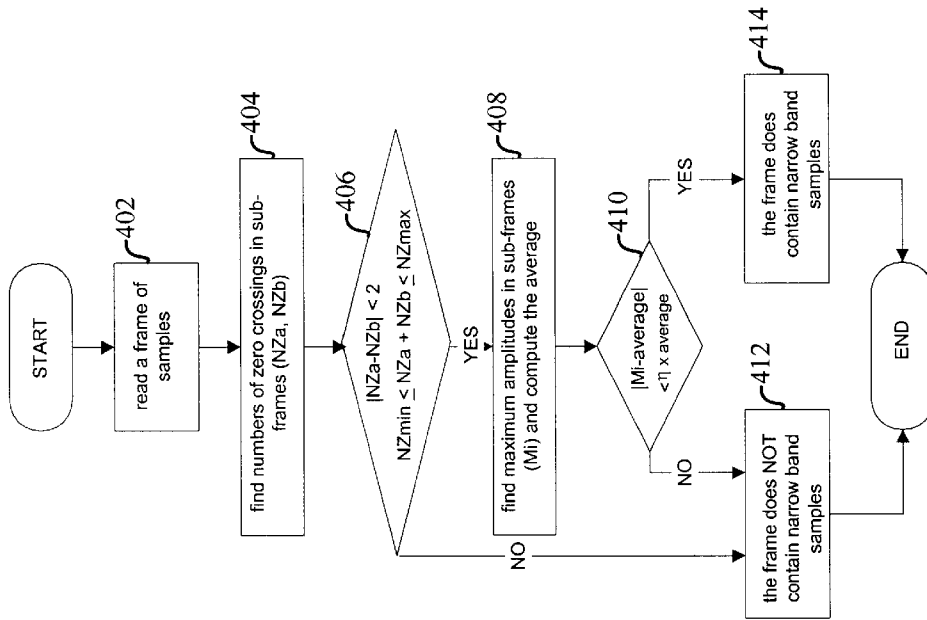 START
402
read a frame of
samples
404
find numbers of zero crossings in sub-
frames (NZa, NZb)
406
|NZa-NZb| < 2
NZmin ≤ NZa + NZb ≤ NZmax
YES
NO
408
find maximum amplitudes in sub-frames
(Mi) and compute the average
410
|Mi-average|
<η x average
YES
NO
412
the frame does NOT
contain narrow band
samples
414
the frame does
contain narrow band
samples
END